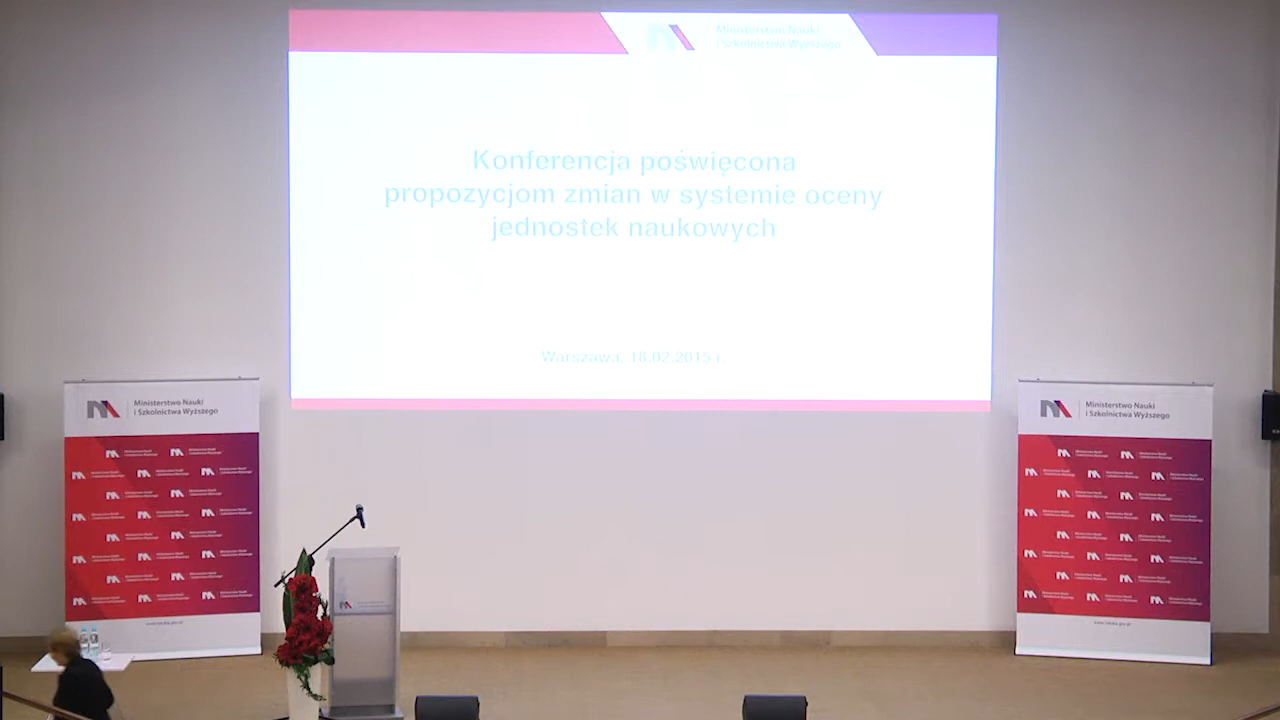 Ministerstwo Nauki
i Szkolnictwa Wyższego
Konferencja poświęcona
propozycjom zmian w systemie oceny
jednostek naukowych
Warszawa, 18.02.2015 r.
Ministerstwo Nauki
i Szkolnictwa Wyższego
Ministerstwo Nauki
i Szkolnictwa Wyższego